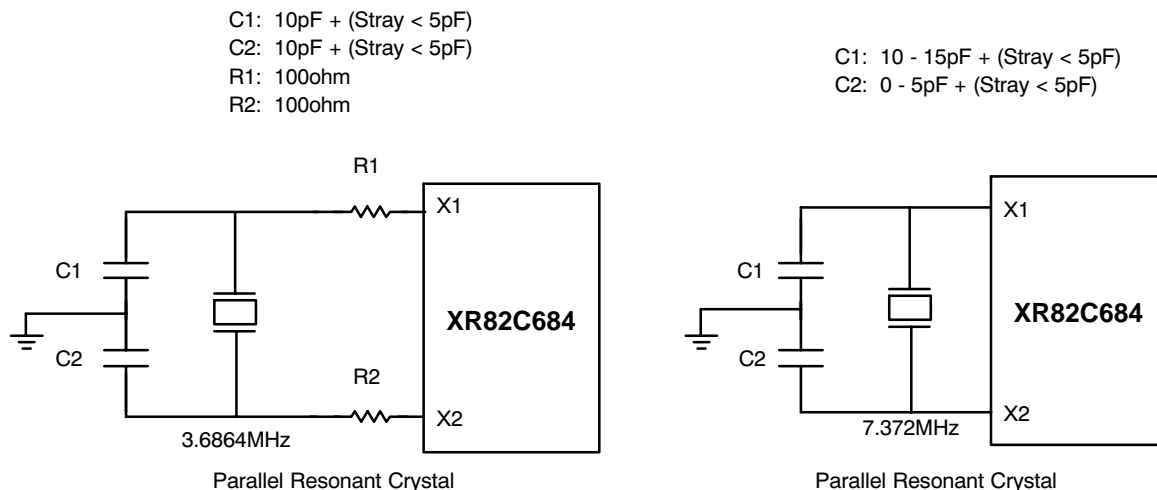 C1: 10pF + (Stray < 5pF)
C2: 10pF + (Stray < 5pF)
R1: 100ohm
R2: 100ohm
R1
X1
C1
XR82C684
C2
R2
X2
3.6864MHz
Parallel Resonant Crystal
C1: 10 - 15pF + (Stray < 5pF)
C2: 0 - 5pF + (Stray < 5pF)
X1
C1
XR82C684
C2
X2
7.372MHz
Parallel Resonant Crystal